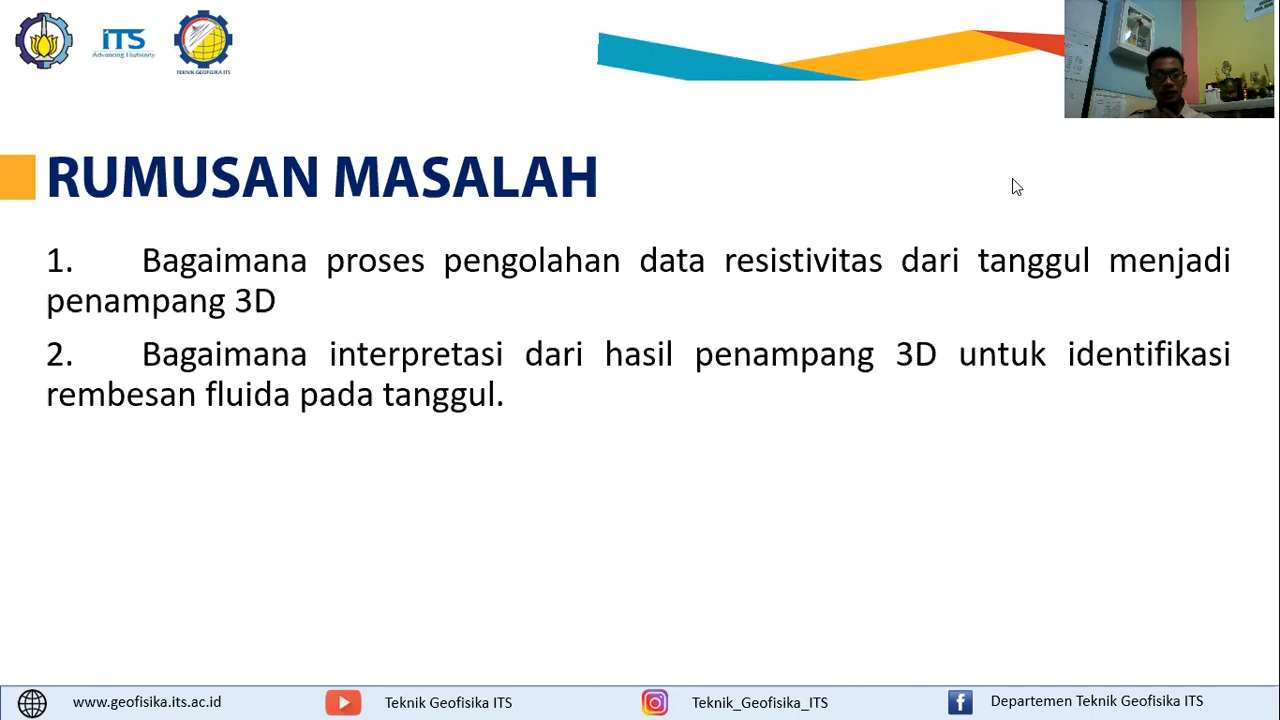 ITS
Advancing Humanity
TEKNIK GEOFISIKA ITS
RUMUSAN MASALAH
1. Bagaimana proses pengolahan data resistivitas dari tanggul menjadi
penampang 3D
2. Bagaimana interpretasi dari hasil penampang 3D untuk identifikasi
rembesan fluida pada tanggul.
www.geofisika.its.ac.id
Teknik Geofisika ITS
Teknik_Geofisika_ITS
Departemen Teknik Geofisika ITS